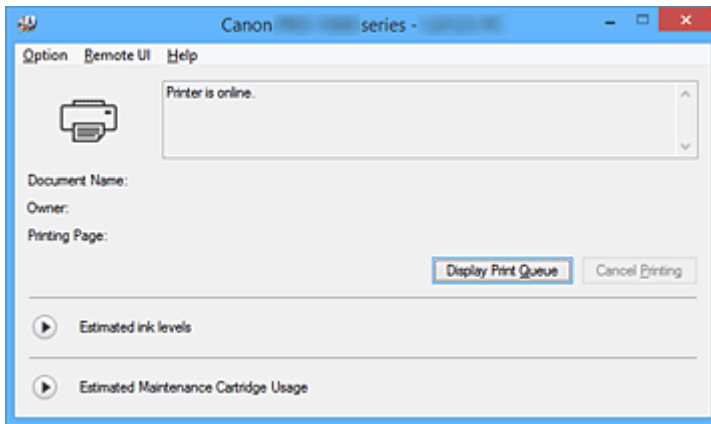 Canon series -
Option Remote UI Help
Printer is online.
Document Name:
Owner:
Printing Page:
Display Print Queue Cancel Printing
Estimated ink levels
Estimated Maintenance Cartridge Usage